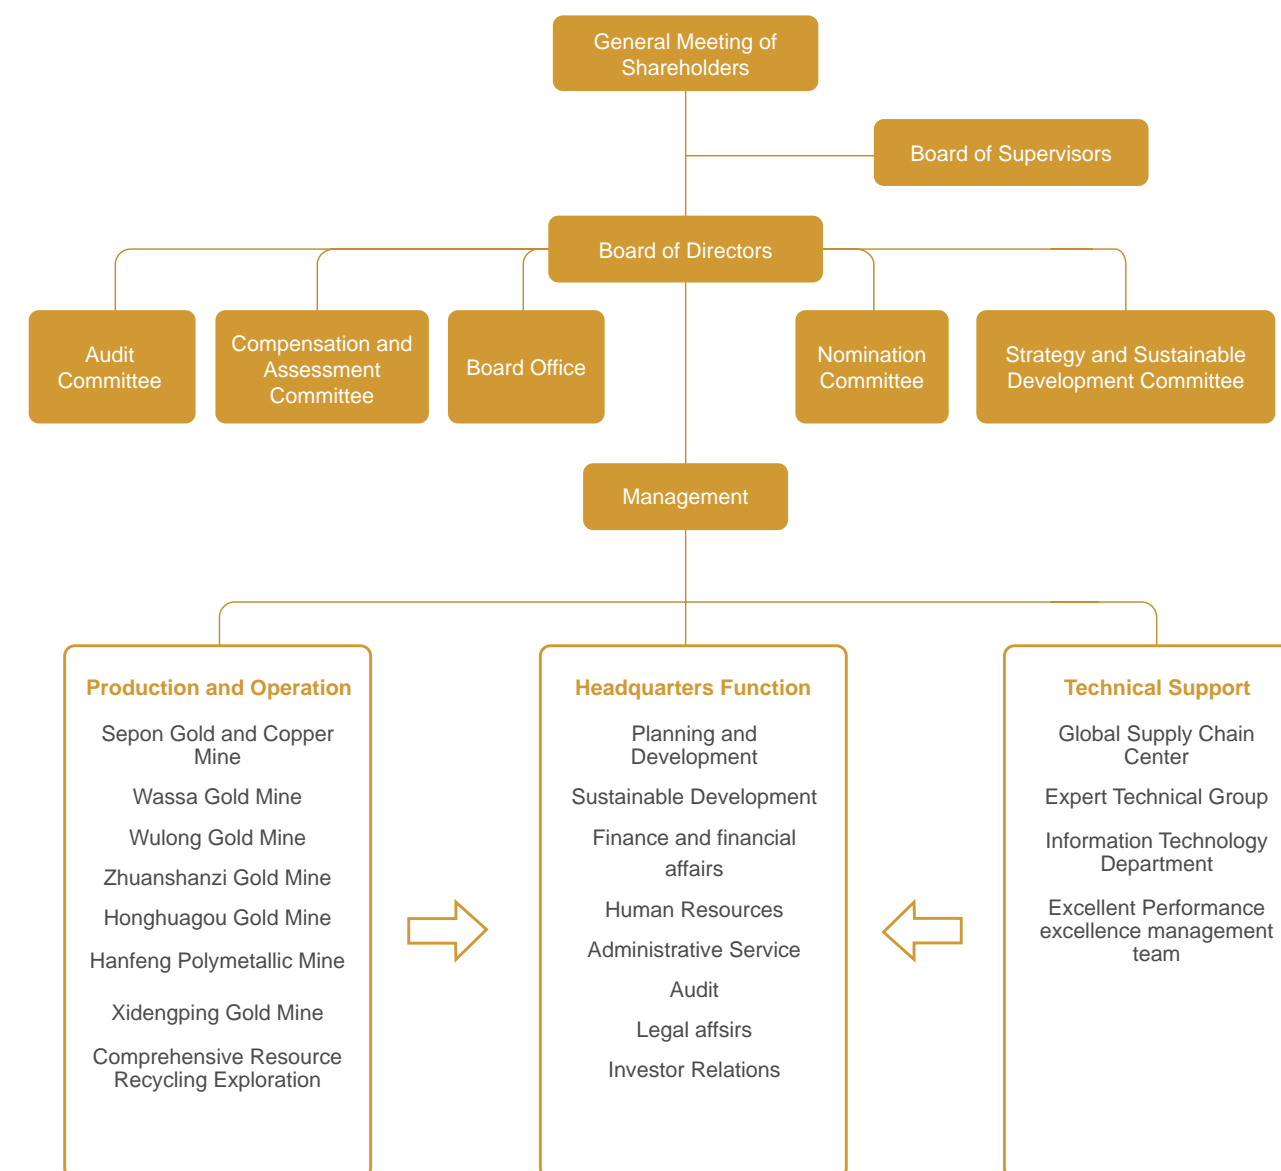 General Meeting of
Shareholders
Board of Supervisors
Board of Directors
Audit
Committee
Compensation and
Assessment
Committee
Board Office
Nomination
Committee
Strategy and Sustainable
Development Committee
Management
Production and Operation
Sepon Gold and Copper
Mine
Wassa Gold Mine
Wulong Gold Mine
Zhuanshanzi Gold Mine
Honghuagou Gold Mine
Hanfeng Polymetallic Mine
Xidengping Gold Mine
Comprehensive Resource
Recycling Exploration
Headquarters Function
Planning and
Development
Sustainable Development
Finance and financial
affairs
Human Resources
Administrative Service
Audit
Legal affsirs
Investor Relations
Technical Support
Global Supply Chain
Center
Expert Technical Group
Information Technology
Department
Excellent Performance
excellence management
team